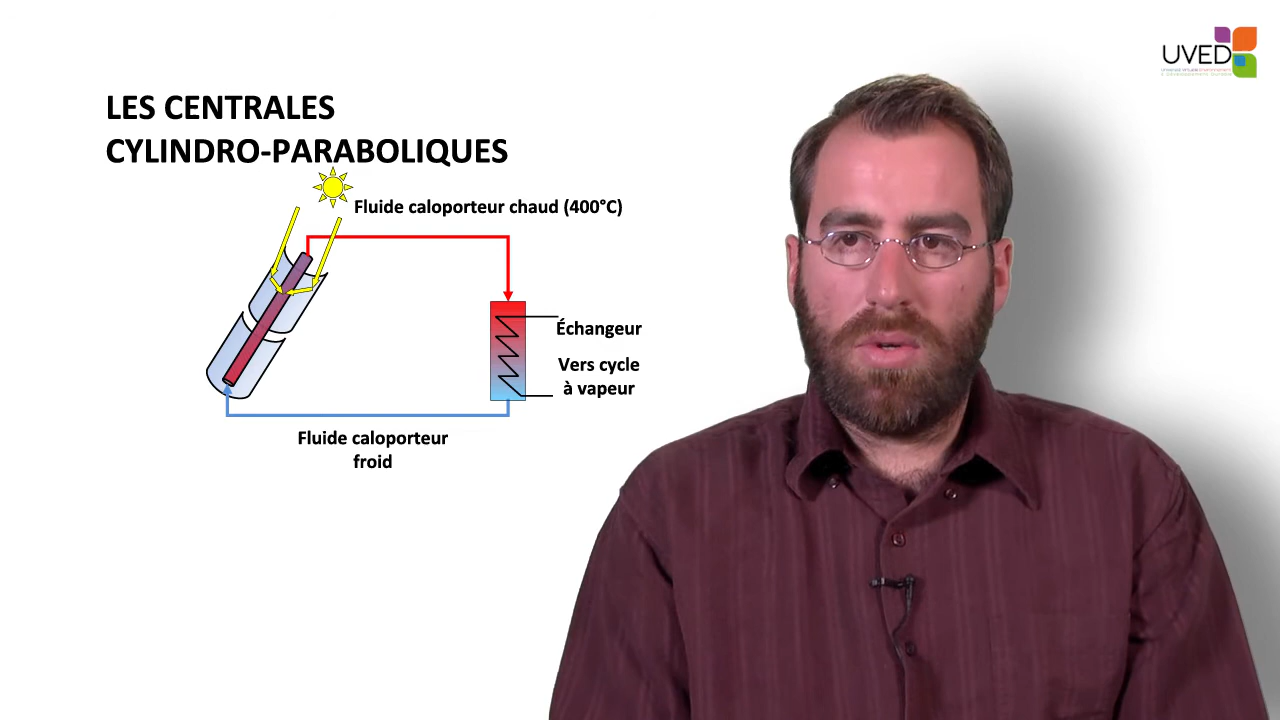 UVED
LES CENTRALES
CYLINDRO-PARABOLIQUES
Fluide caloporteur chaud (400°C)
Échangeur
Vers cycle
à vapeur
Fluide caloporteur
froid